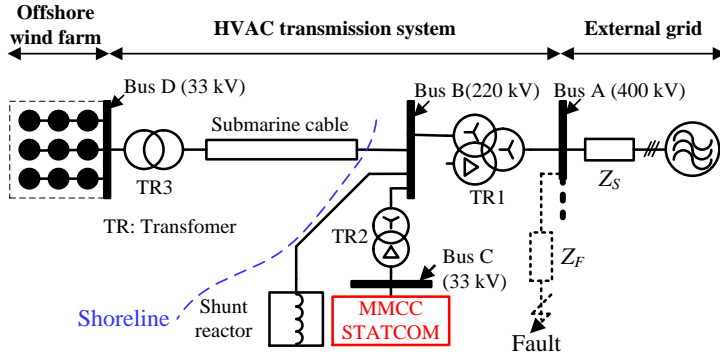 Offshore
wind farm
HVAC transmission system
External grid
Bus D (33 kV)
Bus B(220 kV)
Bus A (400 kV)
Submarine cable
TR3
TR1
Z_S
TR: Transfomer
TR2
Bus C
(33 kV)
Z_F
Shoreline
Shunt
reactor
MMCC
STATCOM
Fault